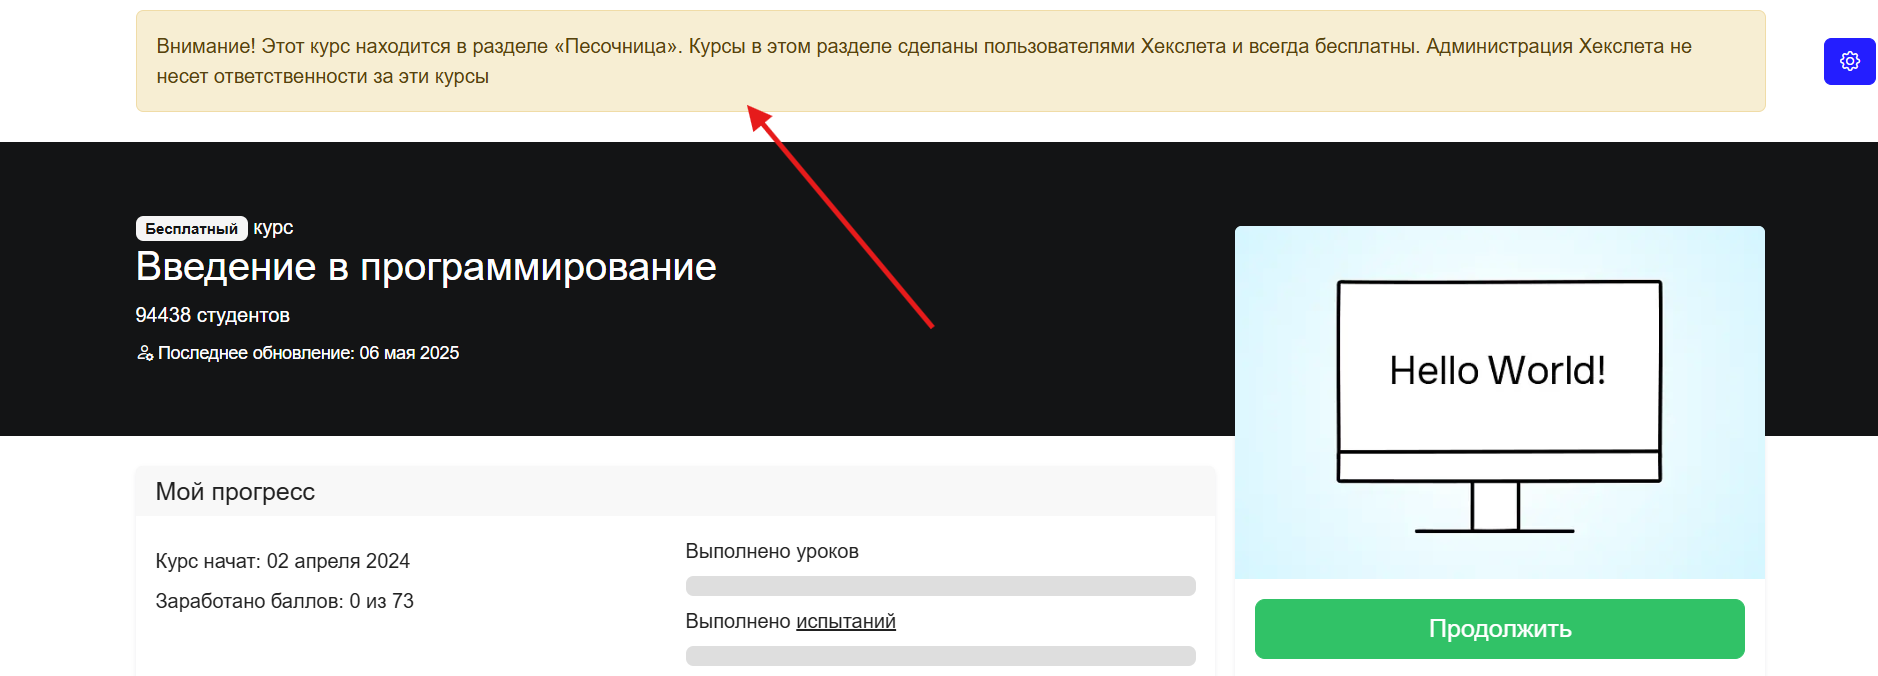 Внимание! Этот курс находится в разделе «Песочница». Курсы в этом разделе сделаны пользователями Хекслета и всегда бесплатны. Администрация Хекслета не
несет ответственности за эти курсы
Бесплатный курс
Введение в программирование
94438 студентов
Последнее обновление: 06 мая 2025
Hello World!
Мой прогресс
Курс начат: 02 апреля 2024
Заработано баллов: 0 из 73
Выполнено уроков
Выполнено испытаний
Продолжить